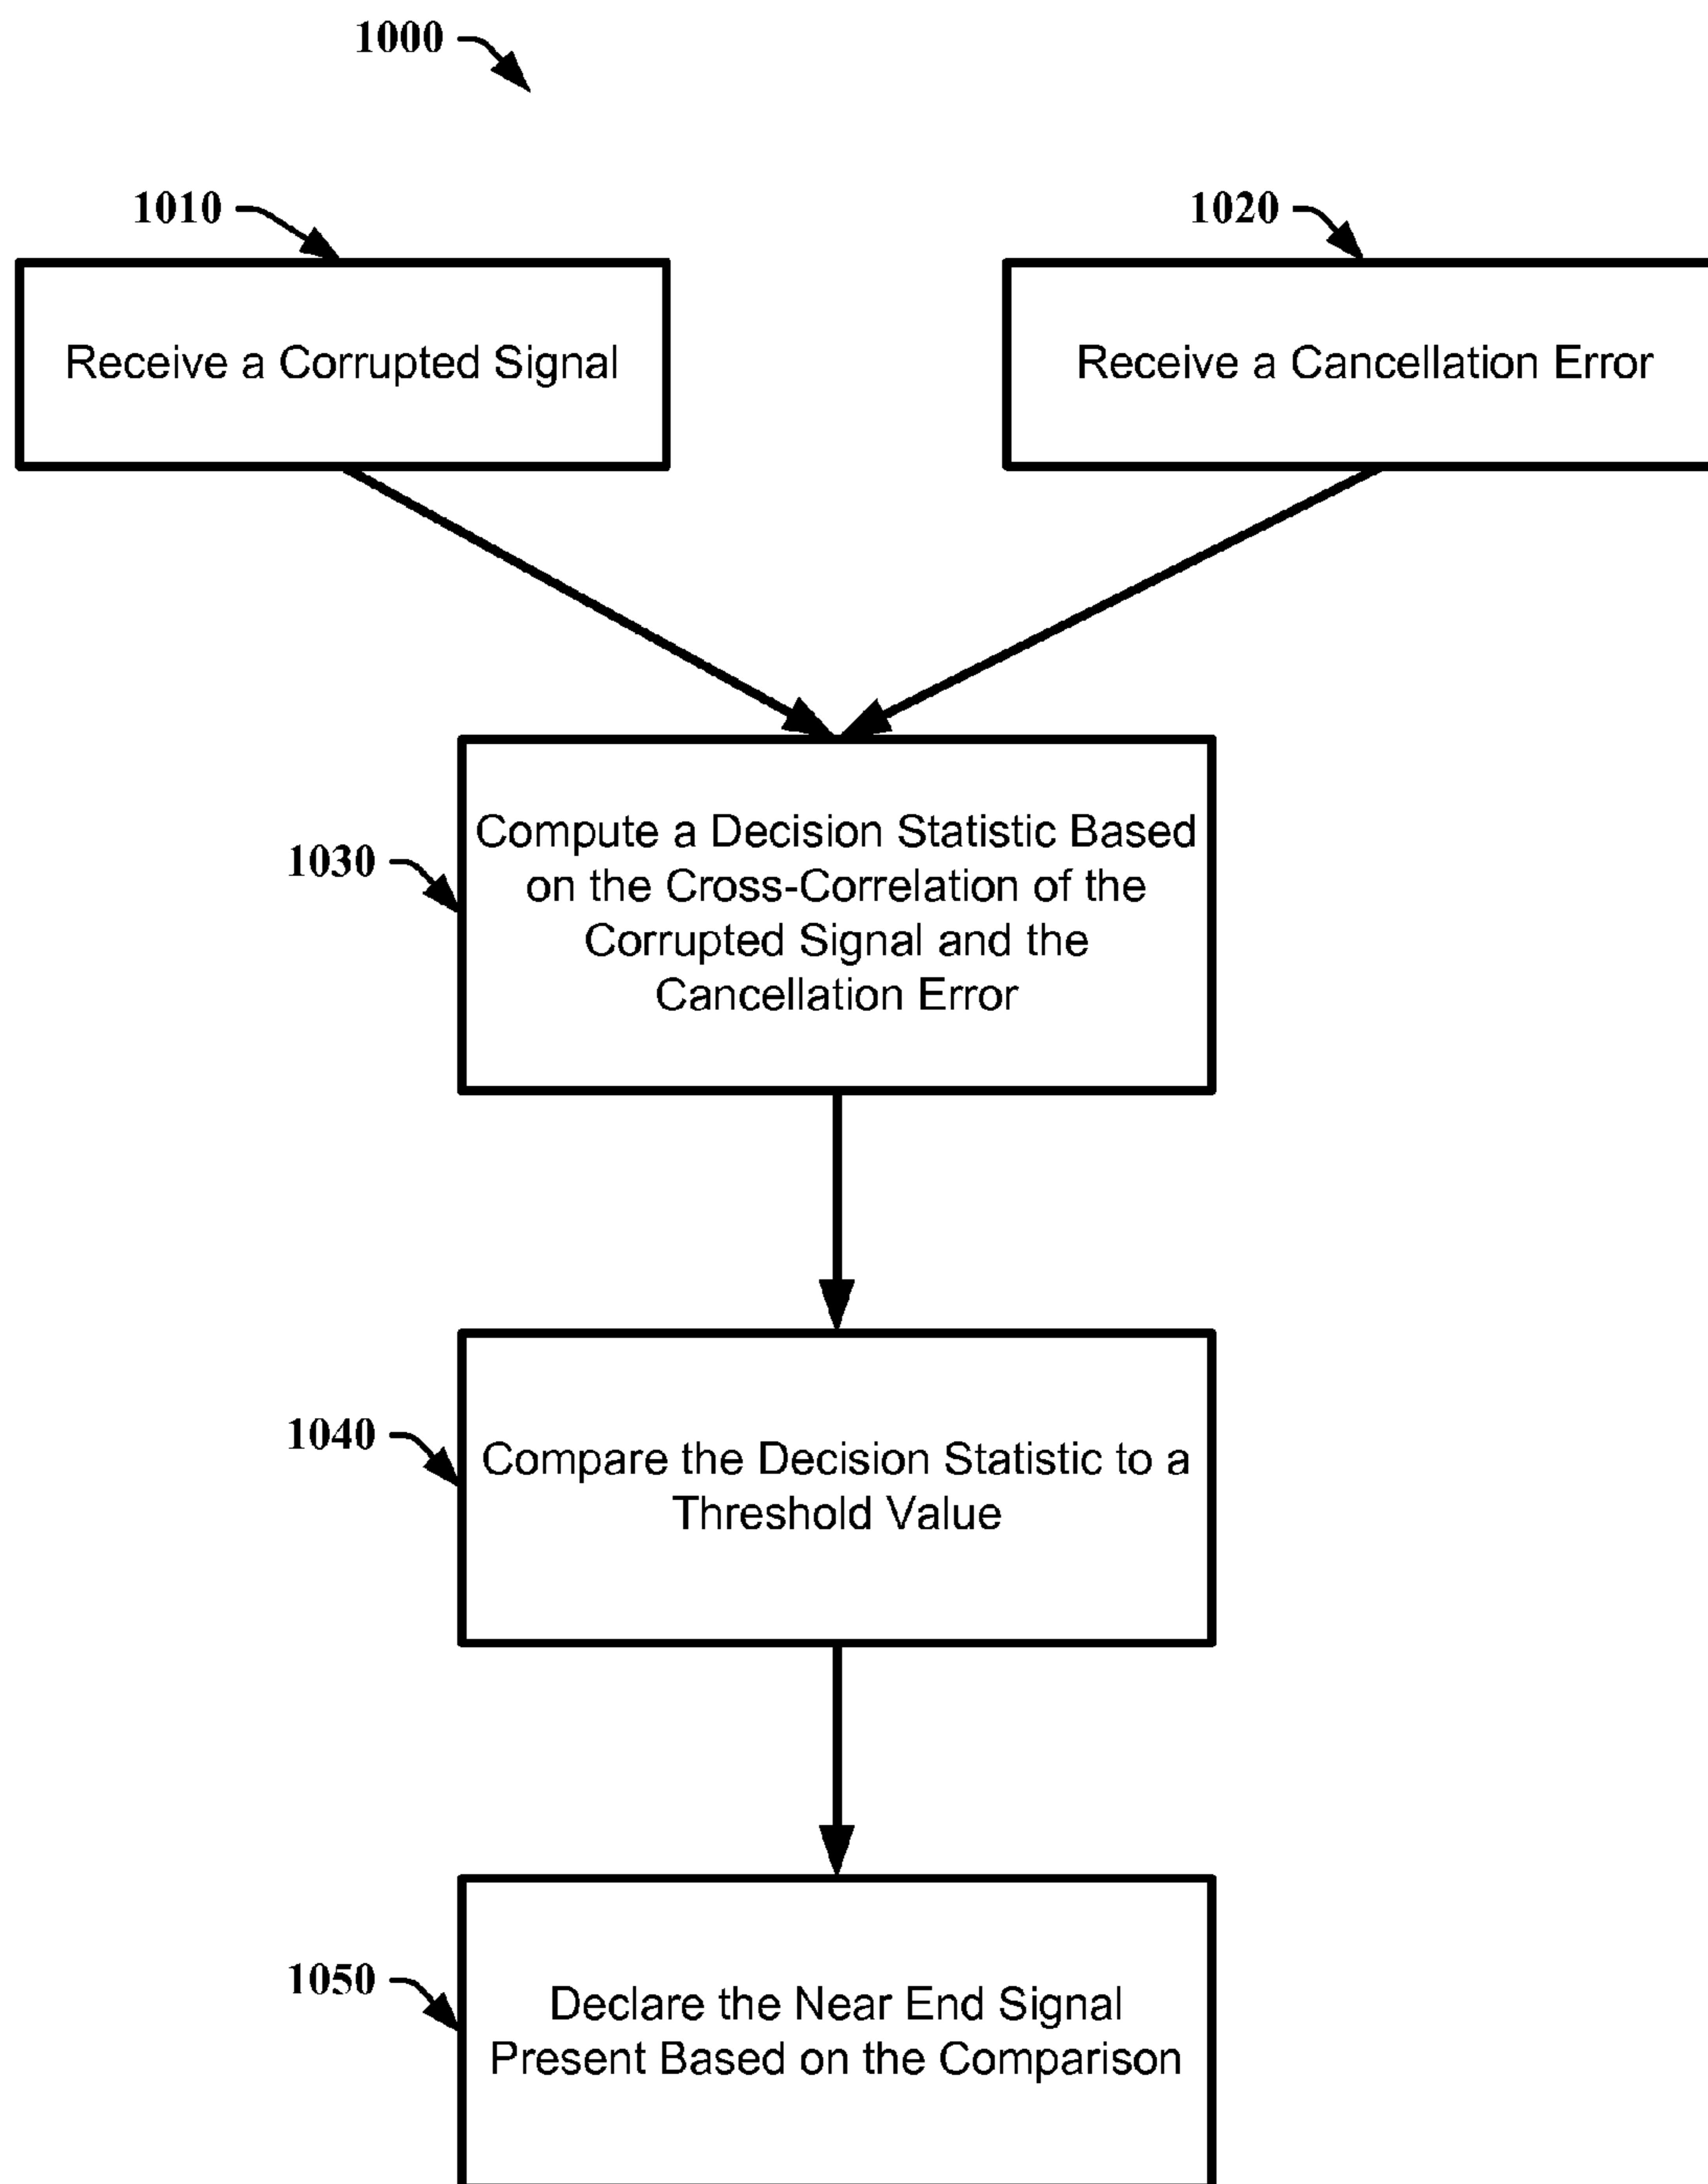 1000
1010
1020
Receive a Corrupted Signal
Receive a Cancellation Error
1030
Compute a Decision Statistic Based
on the Cross-Correlation of the
Corrupted Signal and the
Cancellation Error
1040
Compare the Decision Statistic to a
Threshold Value
1050
Declare the Near End Signal
Present Based on the Comparison